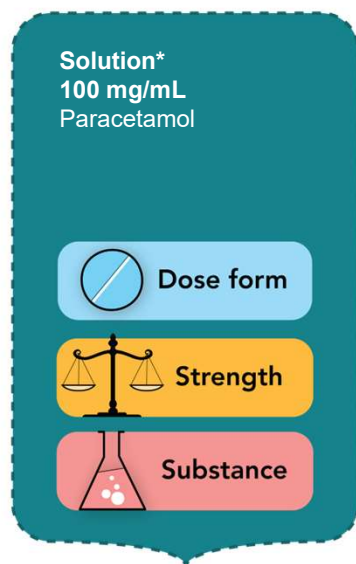 Solution*
100 mg/mL
Paracetamol
Dose form
Strength
Substance